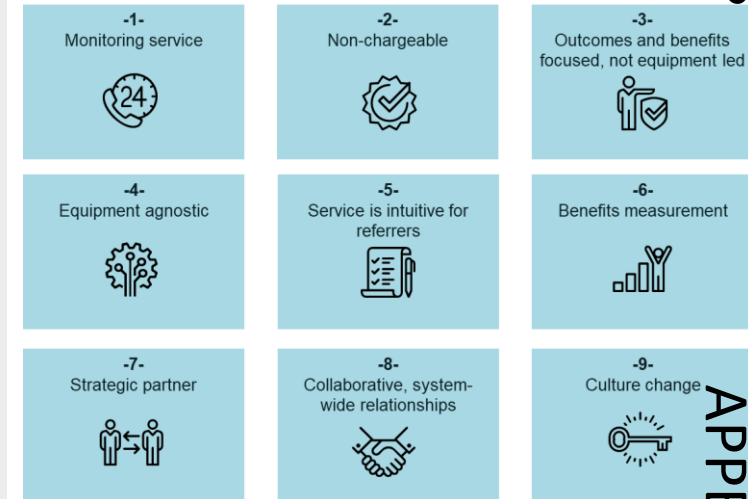 -1-
Monitoring service
24
-2-
Non-chargeable
-3-
Outcomes and benefits
focused, not equipment led
-4-
Equipment agnostic
-5-
Service is intuitive for
referrers
-6-
Benefits measurement
-7-
Strategic partner
-8-
Collaborative, system-
wide relationships
-9-
Culture change